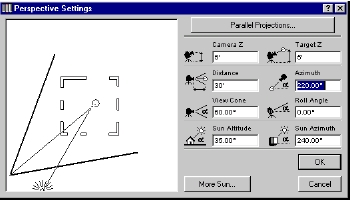 Perspective Settings
Parallel Projections...
Camera Z
Target Z
5'
5'
Distance
Azimuth
30'
220.00°
View Cone
Roll Angle
60.00°
0.00°
Sun Altitude
Sun Azimuth
35.00°
240.00°
OK
More Sun...
Cancel